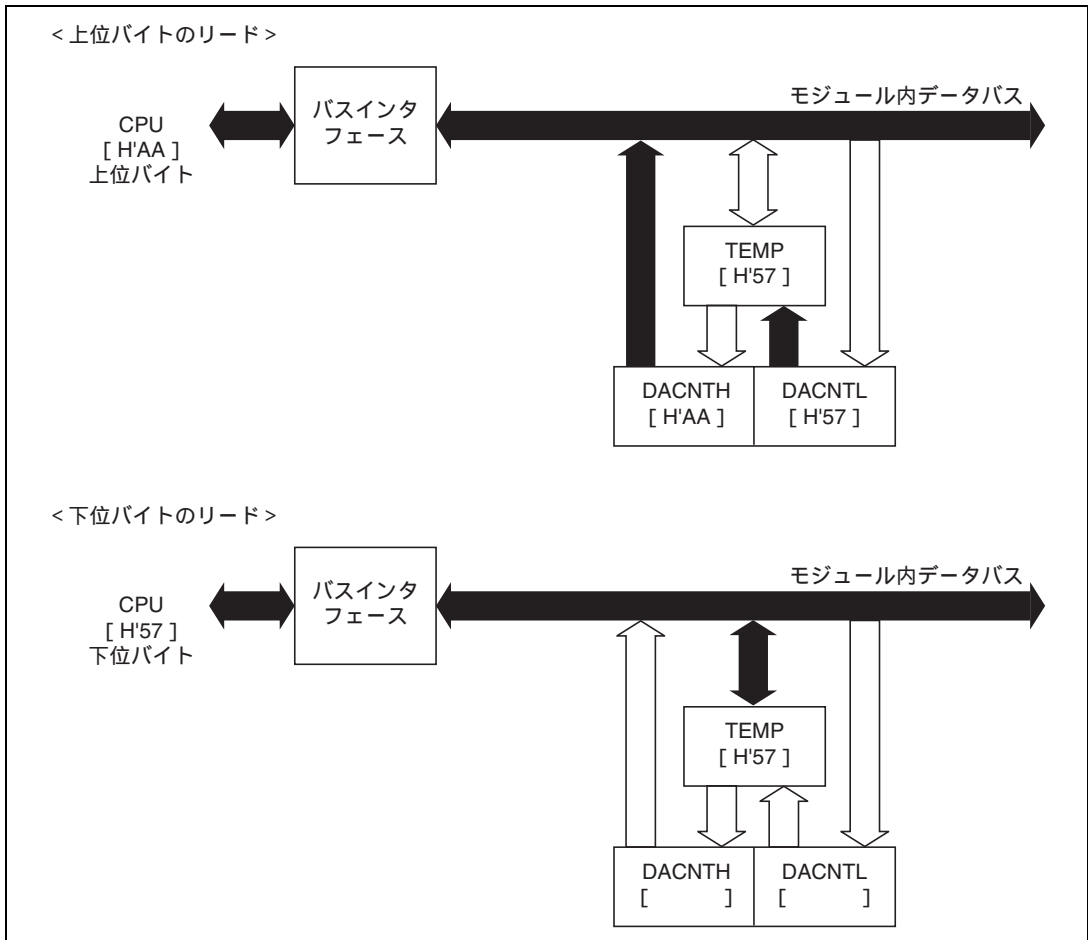 <上位バイトのリード>
モジュール内データバス
バスインタ
フェース
CPU
[ H'AA ]
上位バイト
TEMP
[ H'57 ]
DACNTH
[ H'AA ]
DACNTL
[ H'57 ]
<下位バイトのリード>
モジュール内データバス
バスインタ
フェース
CPU
[ H'57 ]
下位バイト
TEMP
[ H'57 ]
DACNTH
[ ]
DACNTL
[ ]